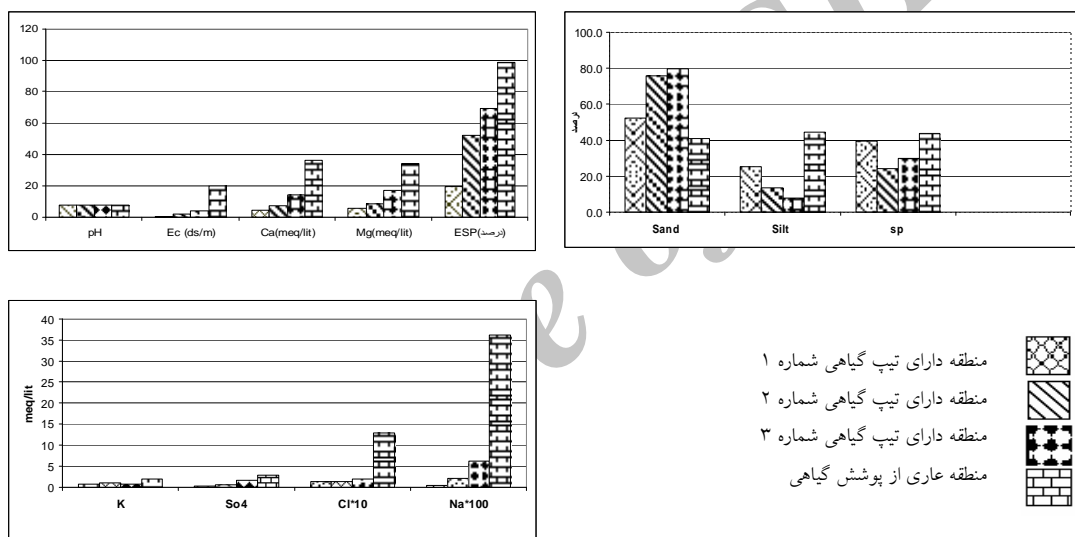 120
100
80
60
40
20
0
pH Ec (ds/m) Ca(meq/lit) Mg(meq/lit) ESP(درصد)
100.0
80.0
60.0
40.0
20.0
0.0
درصد
Sand Silt sp
40
35
30
25
20
15
10
5
0
meq/lit
K So4 Cl*10 Na*100
منطقه دارای تیپ گیاهی شماره ۱
منطقه دارای تیپ گیاهی شماره ۲
منطقه دارای تیپ گیاهی شماره ۳
منطقه عاری از پوشش گیاهی